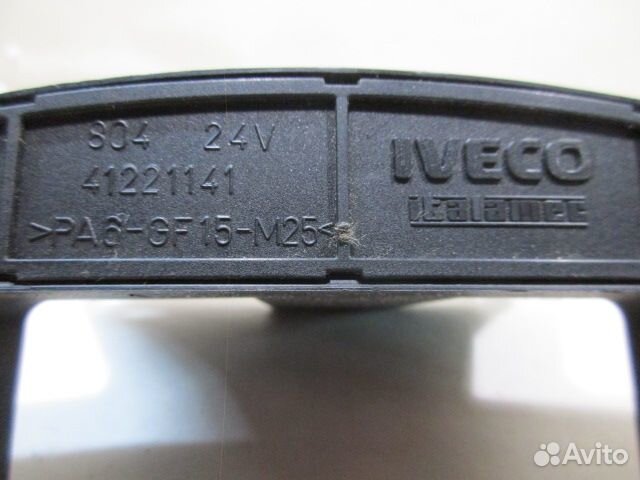 804 24V
41221141
>PA6-GF15-M25<
IVECO
italamec
Avito